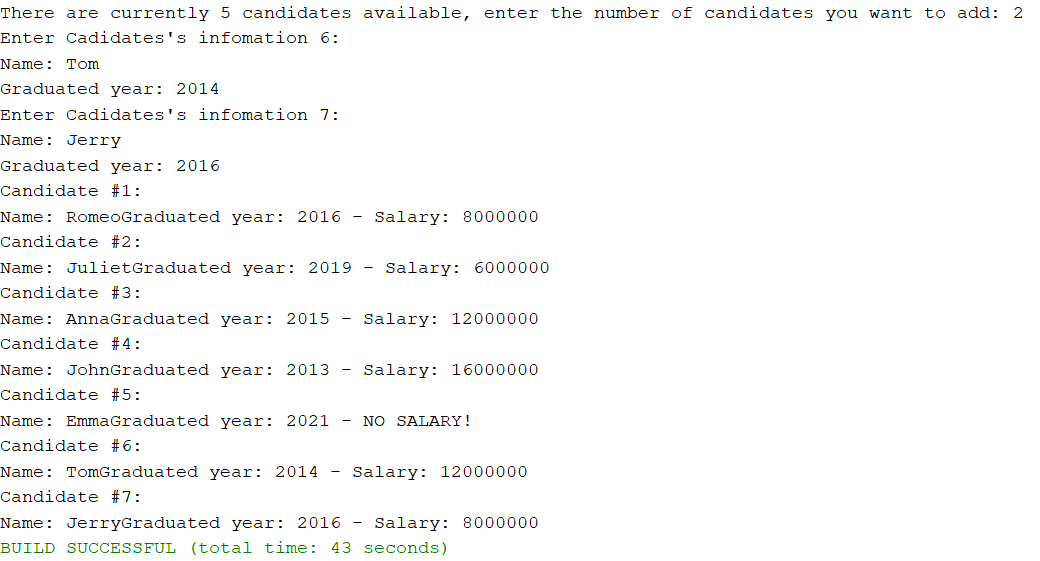 There are currently 5 candidates available, enter the number of candidates you want to add: 2
Enter Cadidates's infomation 6:
Name: Tom
Graduated year: 2014
Enter Cadidates's infomation 7:
Name: Jerry
Graduated year: 2016
Candidate #1:
Name: RomeoGraduated year: 2016 - Salary: 8000000
Candidate #2:
Name: JulietGraduated year: 2019 - Salary: 6000000
Candidate #3:
Name: AnnaGraduated year: 2015 - Salary: 12000000
Candidate #4:
Name: JohnGraduated year: 2013 - Salary: 16000000
Candidate #5:
Name: EmmaGraduated year: 2021 - NO SALARY!
Candidate #6:
Name: TomGraduated year: 2014 - Salary: 12000000
Candidate #7:
Name: JerryGraduated year: 2016 - Salary: 8000000
BUILD SUCCESSFUL (total time: 43 seconds)